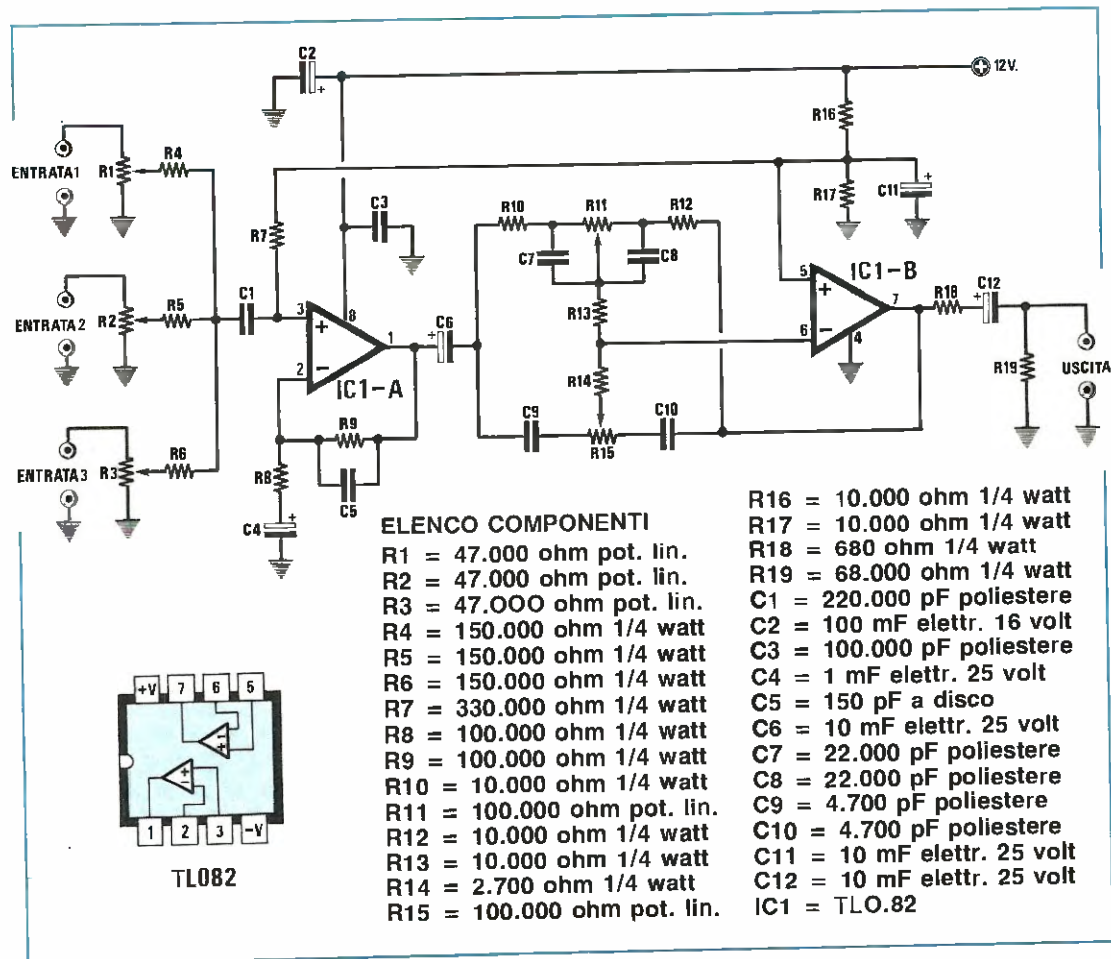 C2
12V.
R16
ENTRATA1
R1
R4
R7
C3
R10
R11
R12
R17
C11
C7
C8
ENTRATA2
R2
R5
C1
3
8
+
−
2
1
IC1-A
C6
R13
5
IC1-B
+
−
6
7
4
R18
C12
R19
USCITA
R14
ENTRATA3
R3
R6
R9
R8
C5
C4
C9
R15
C10
ELENCO COMPONENTI
R1 = 47.000 ohm pot. lin.
R2 = 47.000 ohm pot. lin.
R3 = 47.OOO ohm pot. lin.
R4 = 150.000 ohm 1/4 watt
R5 = 150.000 ohm 1/4 watt
R6 = 150.000 ohm 1/4 watt
R7 = 330.000 ohm 1/4 watt
R8 = 100.000 ohm 1/4 watt
R9 = 100.000 ohm 1/4 watt
R10 = 10.000 ohm 1/4 watt
R11 = 100.000 ohm pot. lin.
R12 = 10.000 ohm 1/4 watt
R13 = 10.000 ohm 1/4 watt
R14 = 2.700 ohm 1/4 watt
R15 = 100.000 ohm pot. lin.
R16 = 10.000 ohm 1/4 watt
R17 = 10.000 ohm 1/4 watt
R18 = 680 ohm 1/4 watt
R19 = 68.000 ohm 1/4 watt
C1 = 220.000 pF poliestere
C2 = 100 mF elettr. 16 volt
C3 = 100.000 pF poliestere
C4 = 1 mF elettr. 25 volt
C5 = 150 pF a disco
C6 = 10 mF elettr. 25 volt
C7 = 22.000 pF poliestere
C8 = 22.000 pF poliestere
C9 = 4.700 pF poliestere
C10 = 4.700 pF poliestere
C11 = 10 mF elettr. 25 volt
C12 = 10 mF elettr. 25 volt
IC1 = TLO.82
+V 7 6 5
1 2 3 -V
TL082